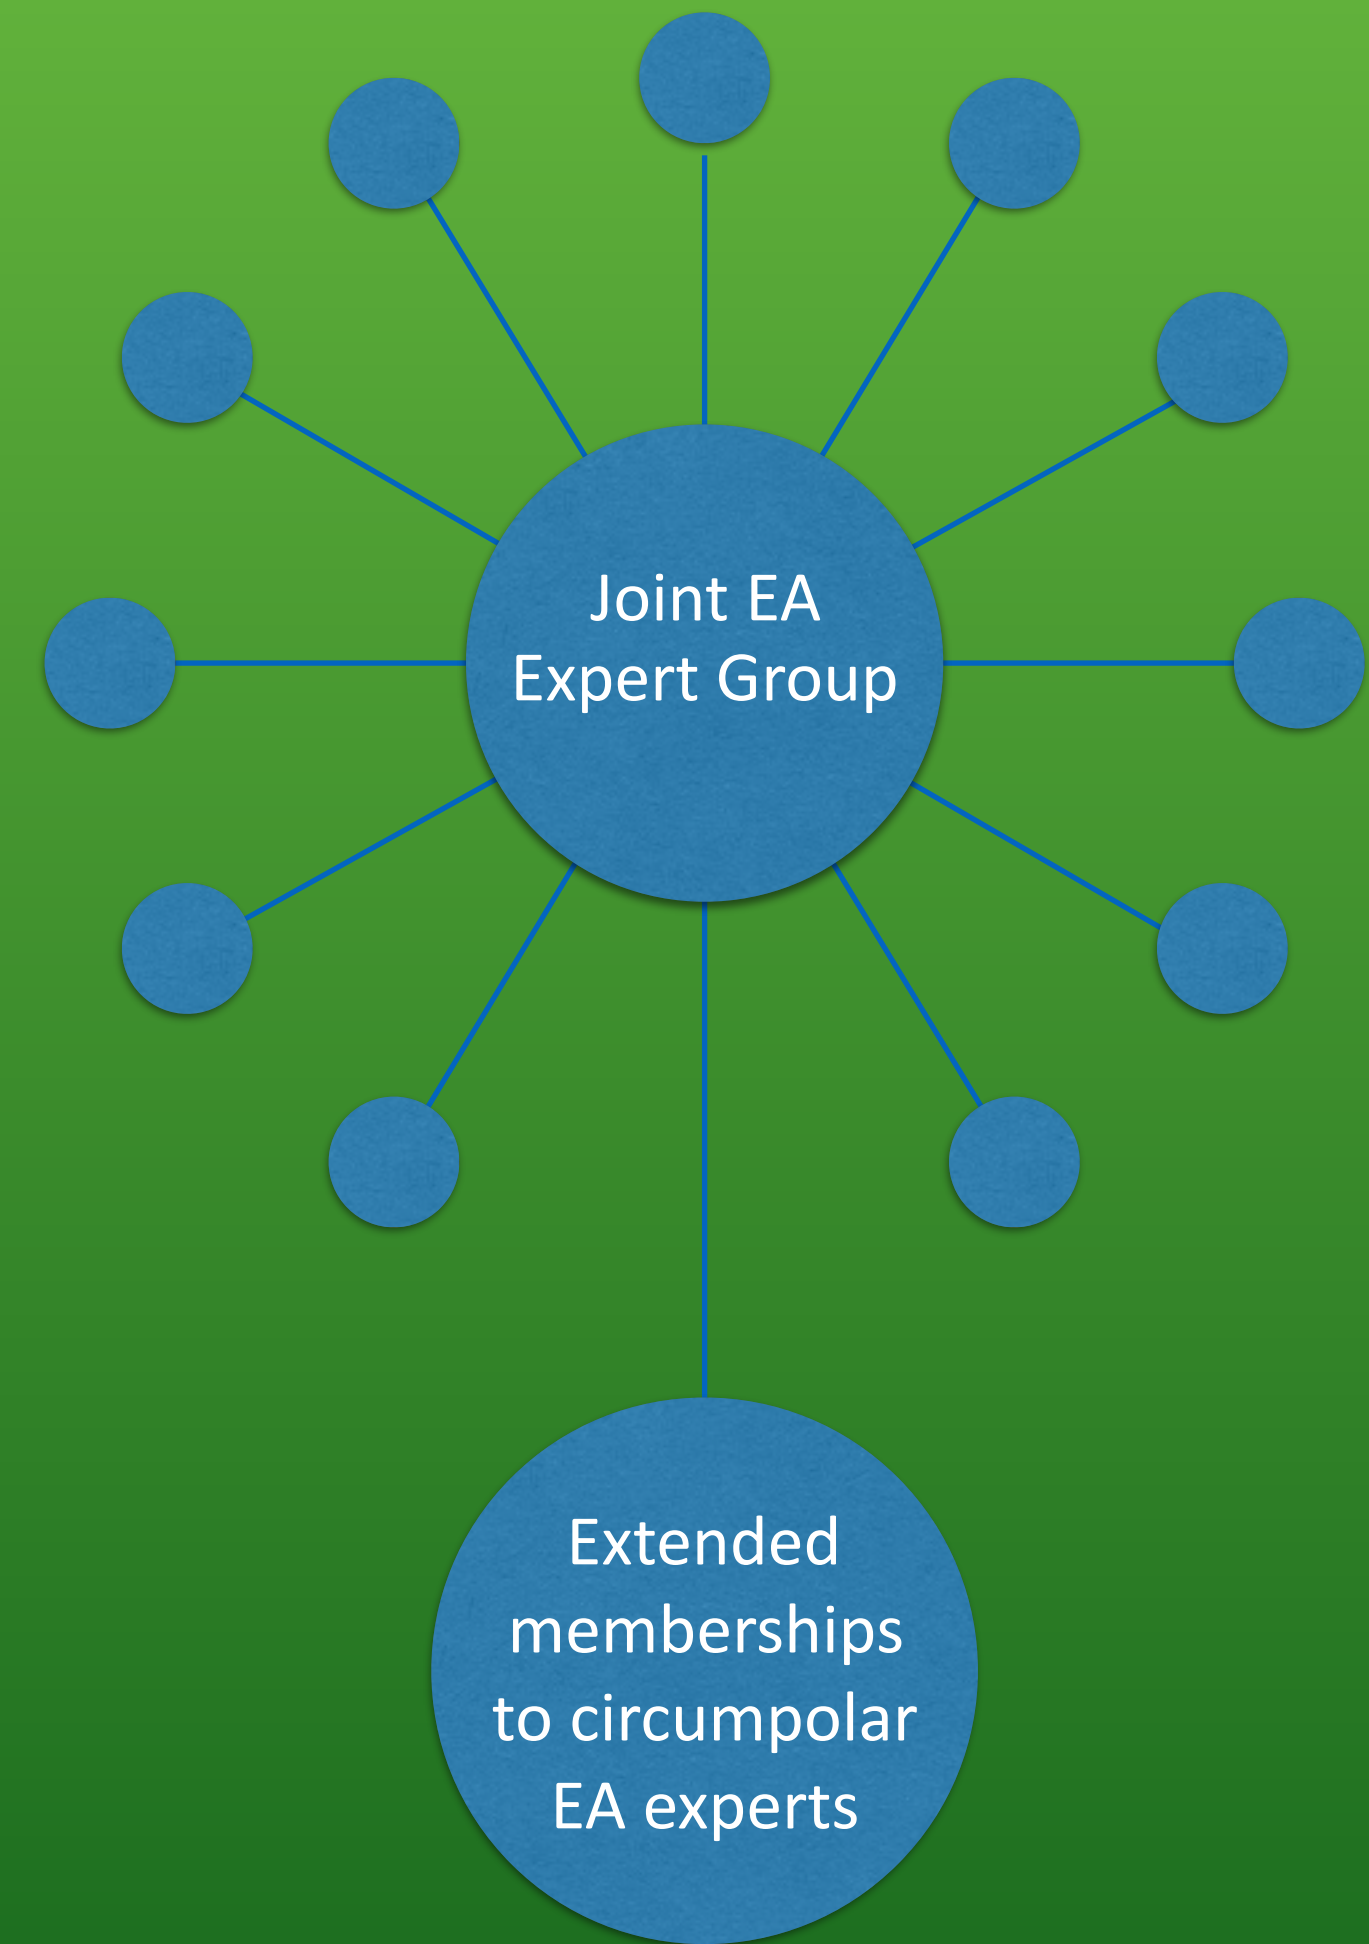 Joint EA
Expert Group
Extended
memberships
to circumpolar
EA experts